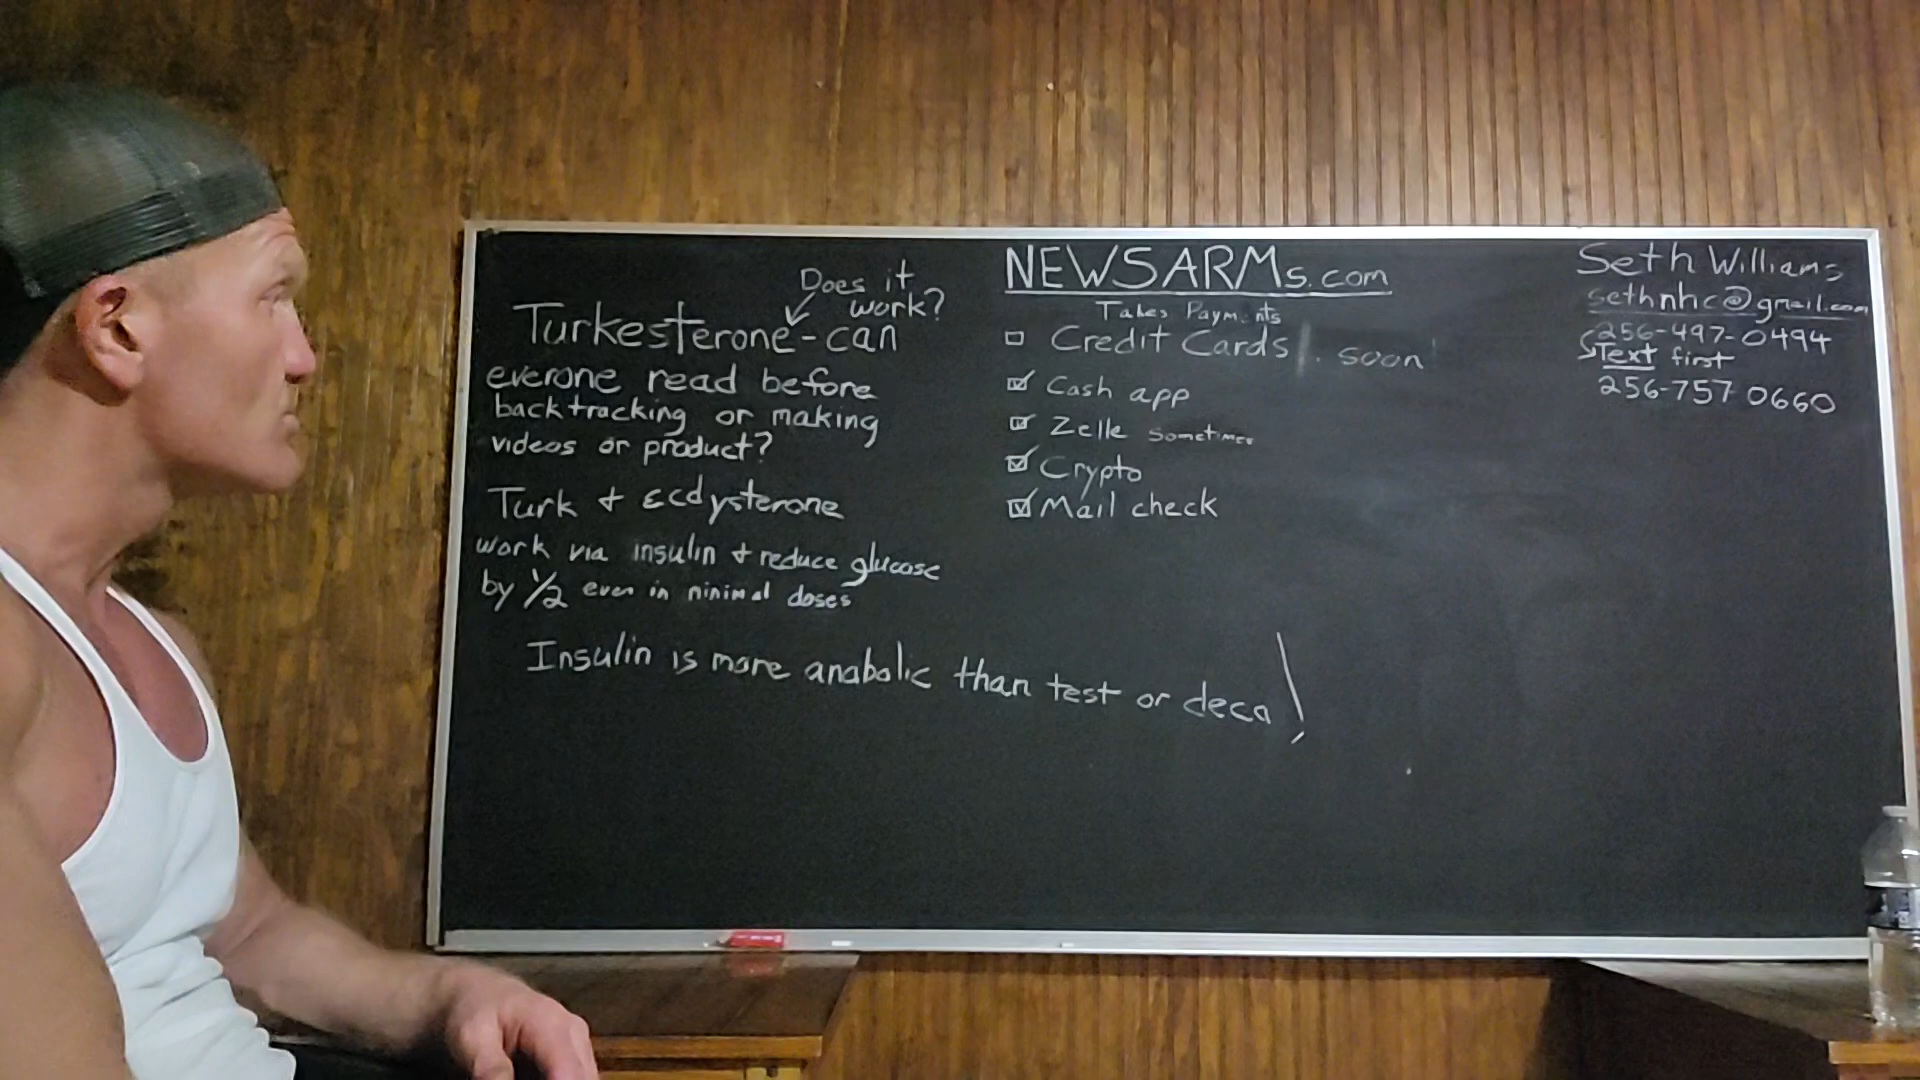 Does it
work?
Turkesterone-can
everone read before
backtracking or making
videos or product?
Turk + Ecdysterone
work via insulin + reduce glucose
by 1/2 even in minimal doses
Insulin is more anabolic than test or deca!
NEWSARMs.com
Takes Payments
Credit Cards! soon
Cash app
Zelle sometimes
Crypto
Mail check
Seth Williams
sethnhc@gmail.com
256-497-0494
Text first
256-757 0660